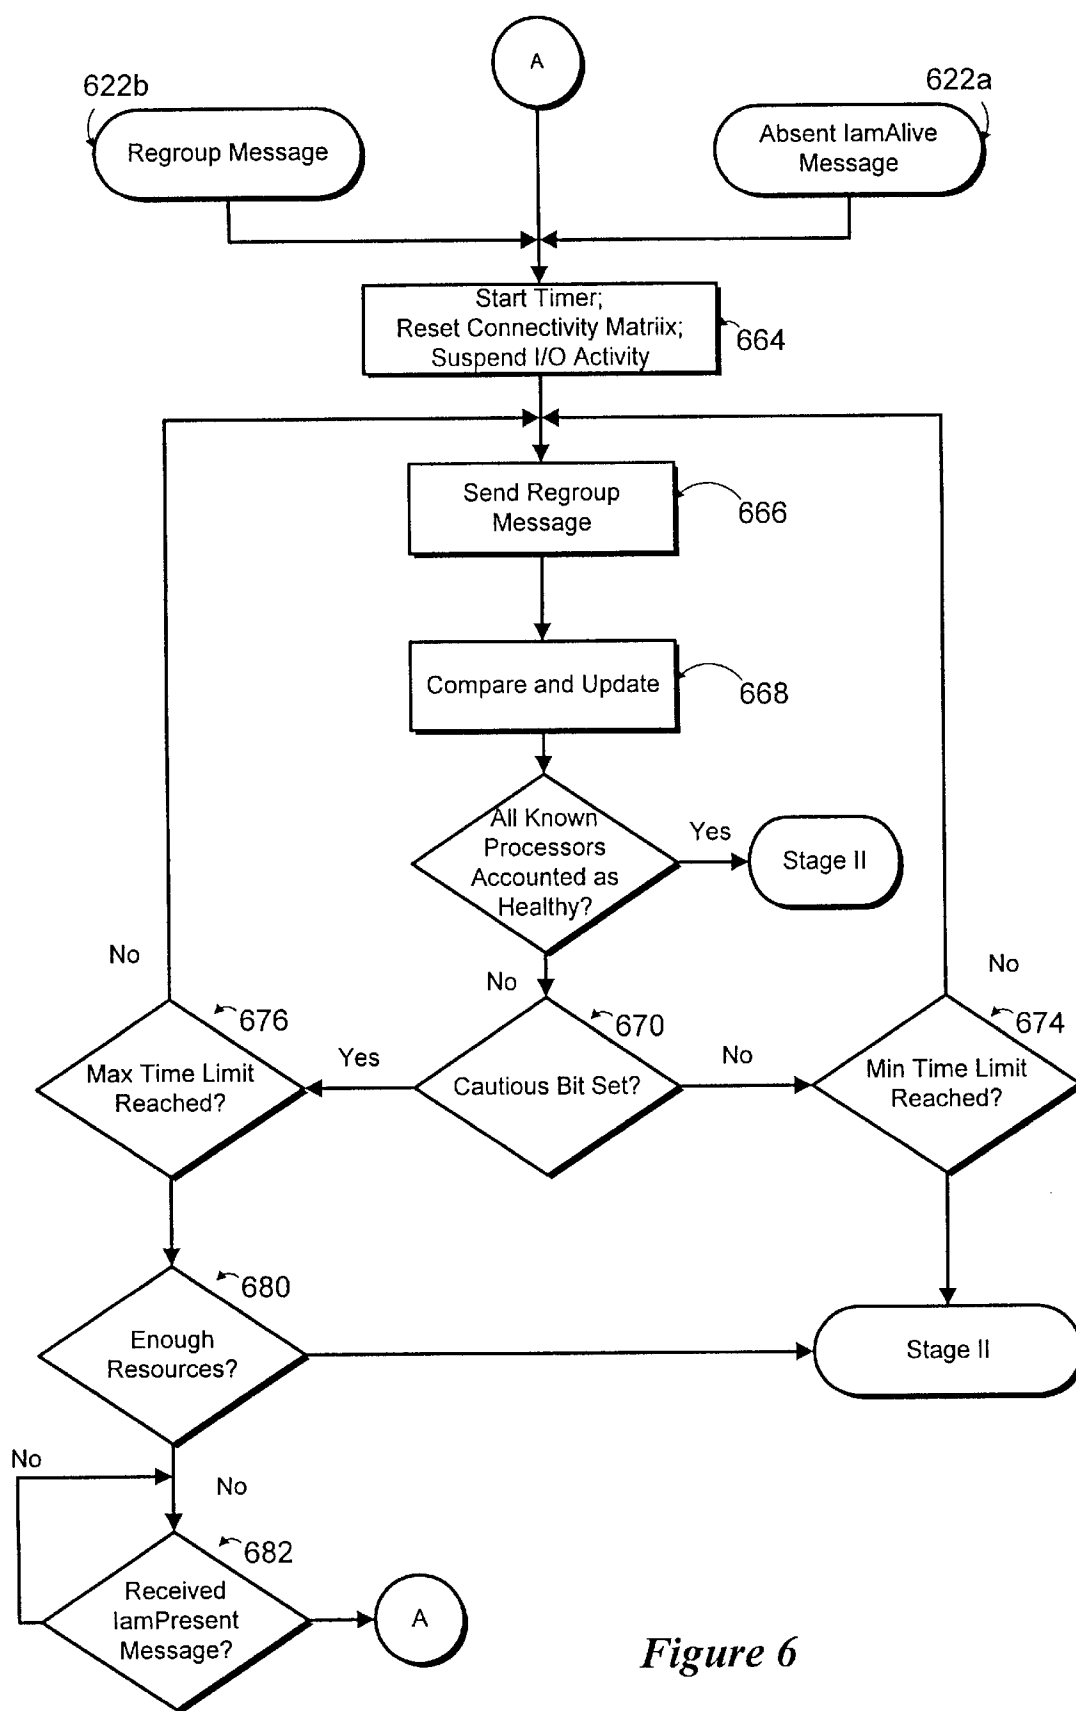 A
622b
622a
Regroup Message
Absent IamAlive
Message
Start Timer;
Reset Connectivity Matriix;
Suspend I/O Activity
664
Send Regroup
Message
666
Compare and Update
668
All Known
Processors
Accounted as
Healthy?
Yes
Stage II
No
No
No
676
670
674
Max Time Limit
Reached?
Yes
Cautious Bit Set?
No
Min Time Limit
Reached?
680
Enough
Resources?
Stage II
No
No
682
Received
IamPresent
Message?
A
Figure 6